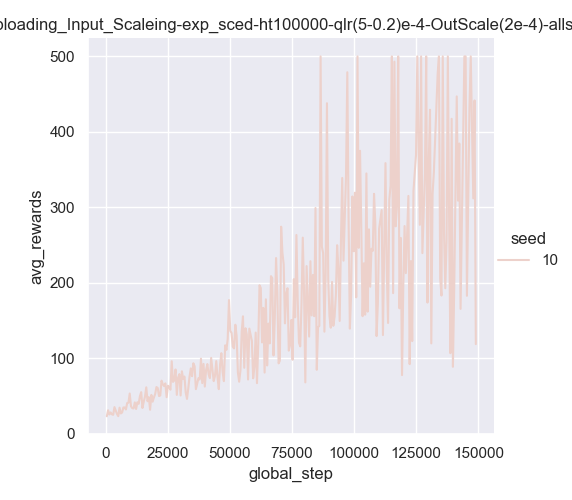 oloading_Input_Scaleing-exp_sced-ht100000-qlr(5-0.2)e-4-OutScale(2e-4)-alls
500
400
300
200
100
0
avg_rewards
0 25000 50000 75000 100000 125000 150000
global_step
seed
10